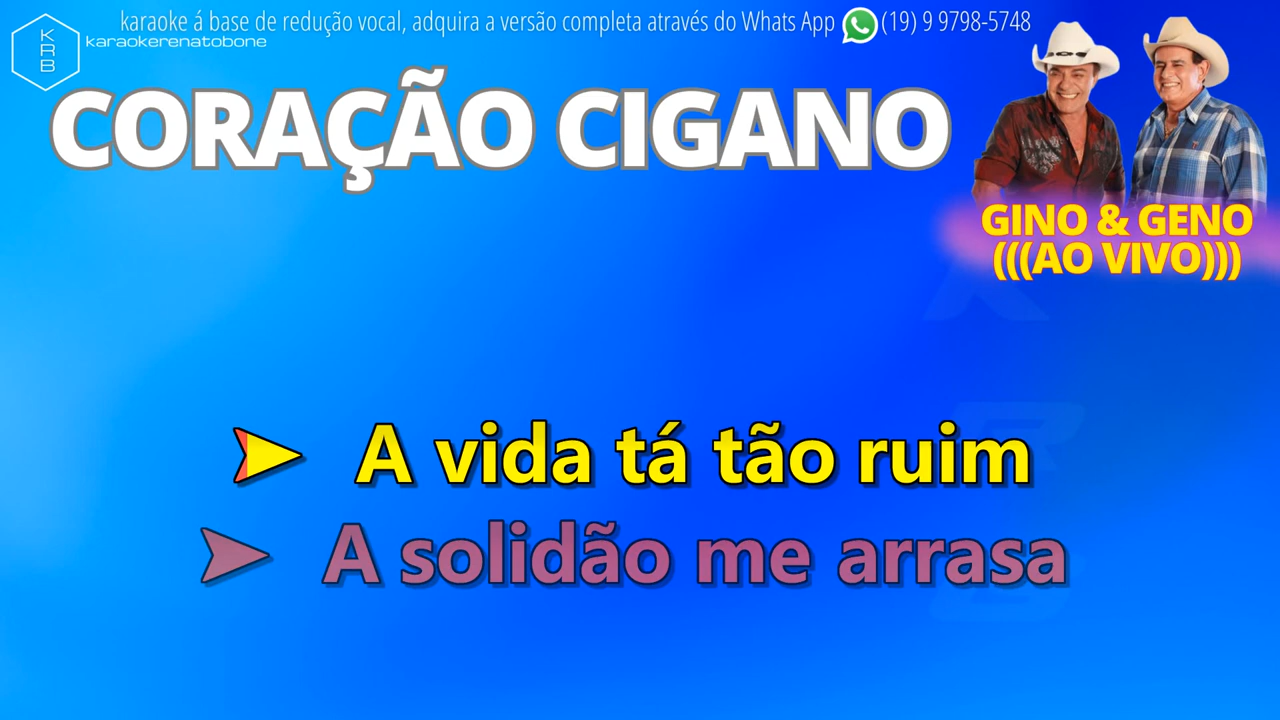 karaoke á base de redução vocal, adquira a versão completa através do Whats App (19) 9 9798-5748
K
R
B
karaokerenatobone
CORAÇÃO CIGANO
GINO & GENO
(((AO VIVO)))
A vida tá tão ruim
A solidão me arrasa
K
R
B